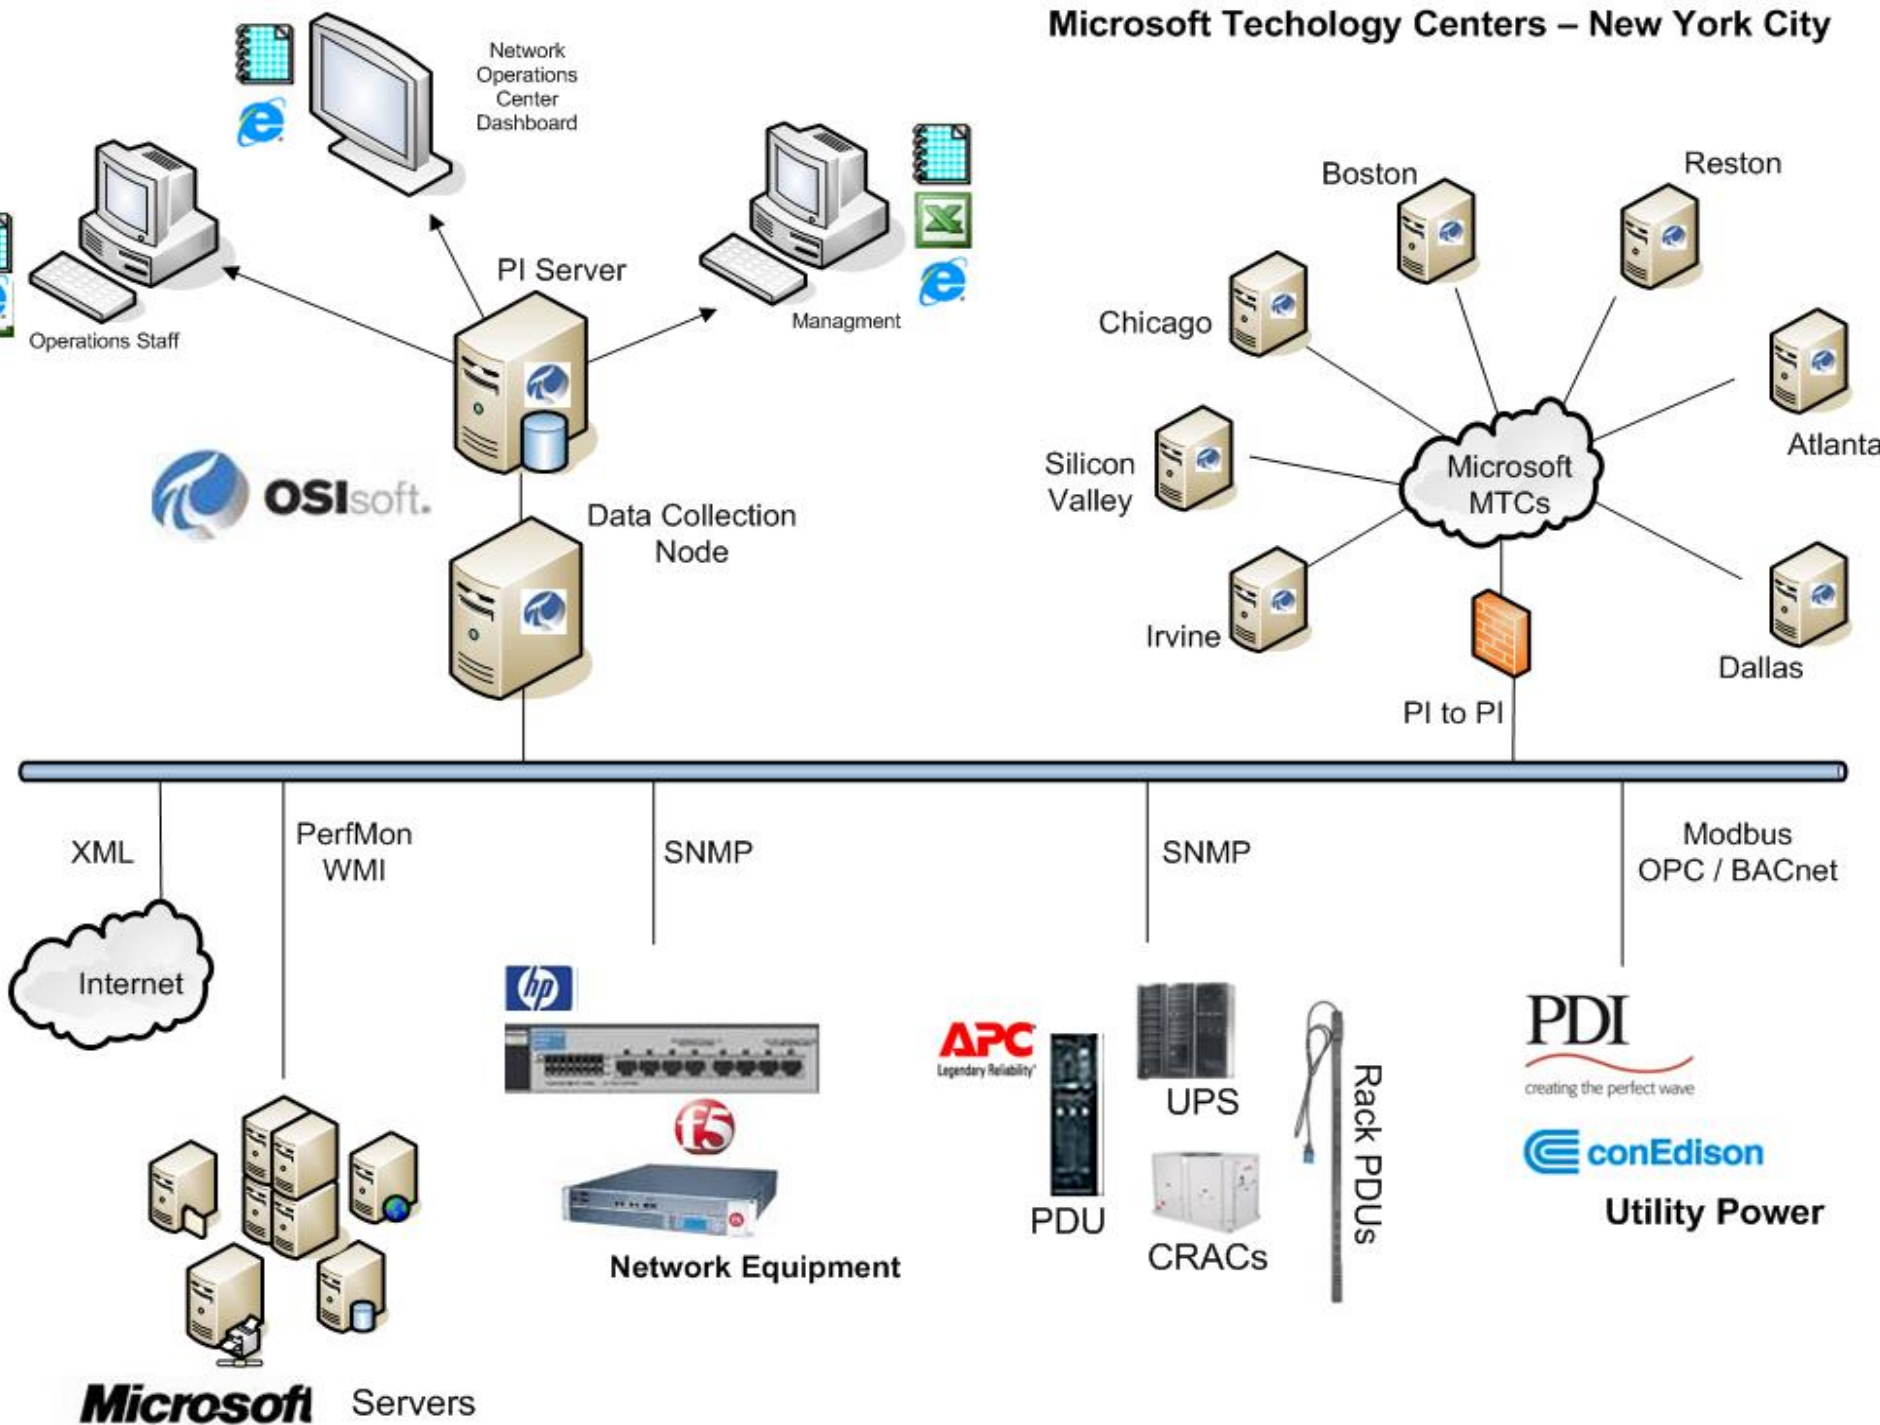 Microsoft Techology Centers – New York City
Network
Operations
Center
Dashboard
PI Server
Managment
Operations Staff
OSIsoft.
Data Collection
Node
Boston
Reston
Chicago
Atlanta
Silicon
Valley
Microsoft
MTCs
Irvine
Dallas
PI to PI
XML
PerfMon
WMI
SNMP
SNMP
Modbus
OPC / BACnet
Internet
hp
f5
Network Equipment
APC
Legendary Reliability®
UPS
PDU
CRACs
Rack PDUs
PDI
creating the perfect wave
conEdison
Utility Power
Microsoft Servers